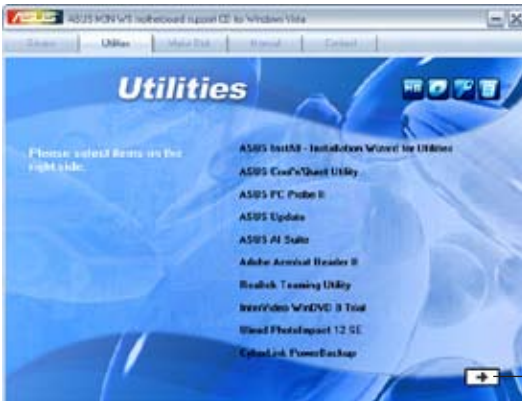 ASUS ASUS M3N WS motherboard support CD for Windows Vista
Drivers Utilities Make Disk Manual Contact
Utilities
Please select items on the
right side.
ASUS InstAll - Installation Wizard for Utilities
ASUS Cool'n'Quiet Utility
ASUS PC Probe II
ASUS Update
ASUS AI Suite
Adobe Acrobat Reader 8
Realtek Teaming Utility
InterVideo WinDVD 8 Trial
Ulead PhotoImpact 12 SE
CyberLink PowerBackup